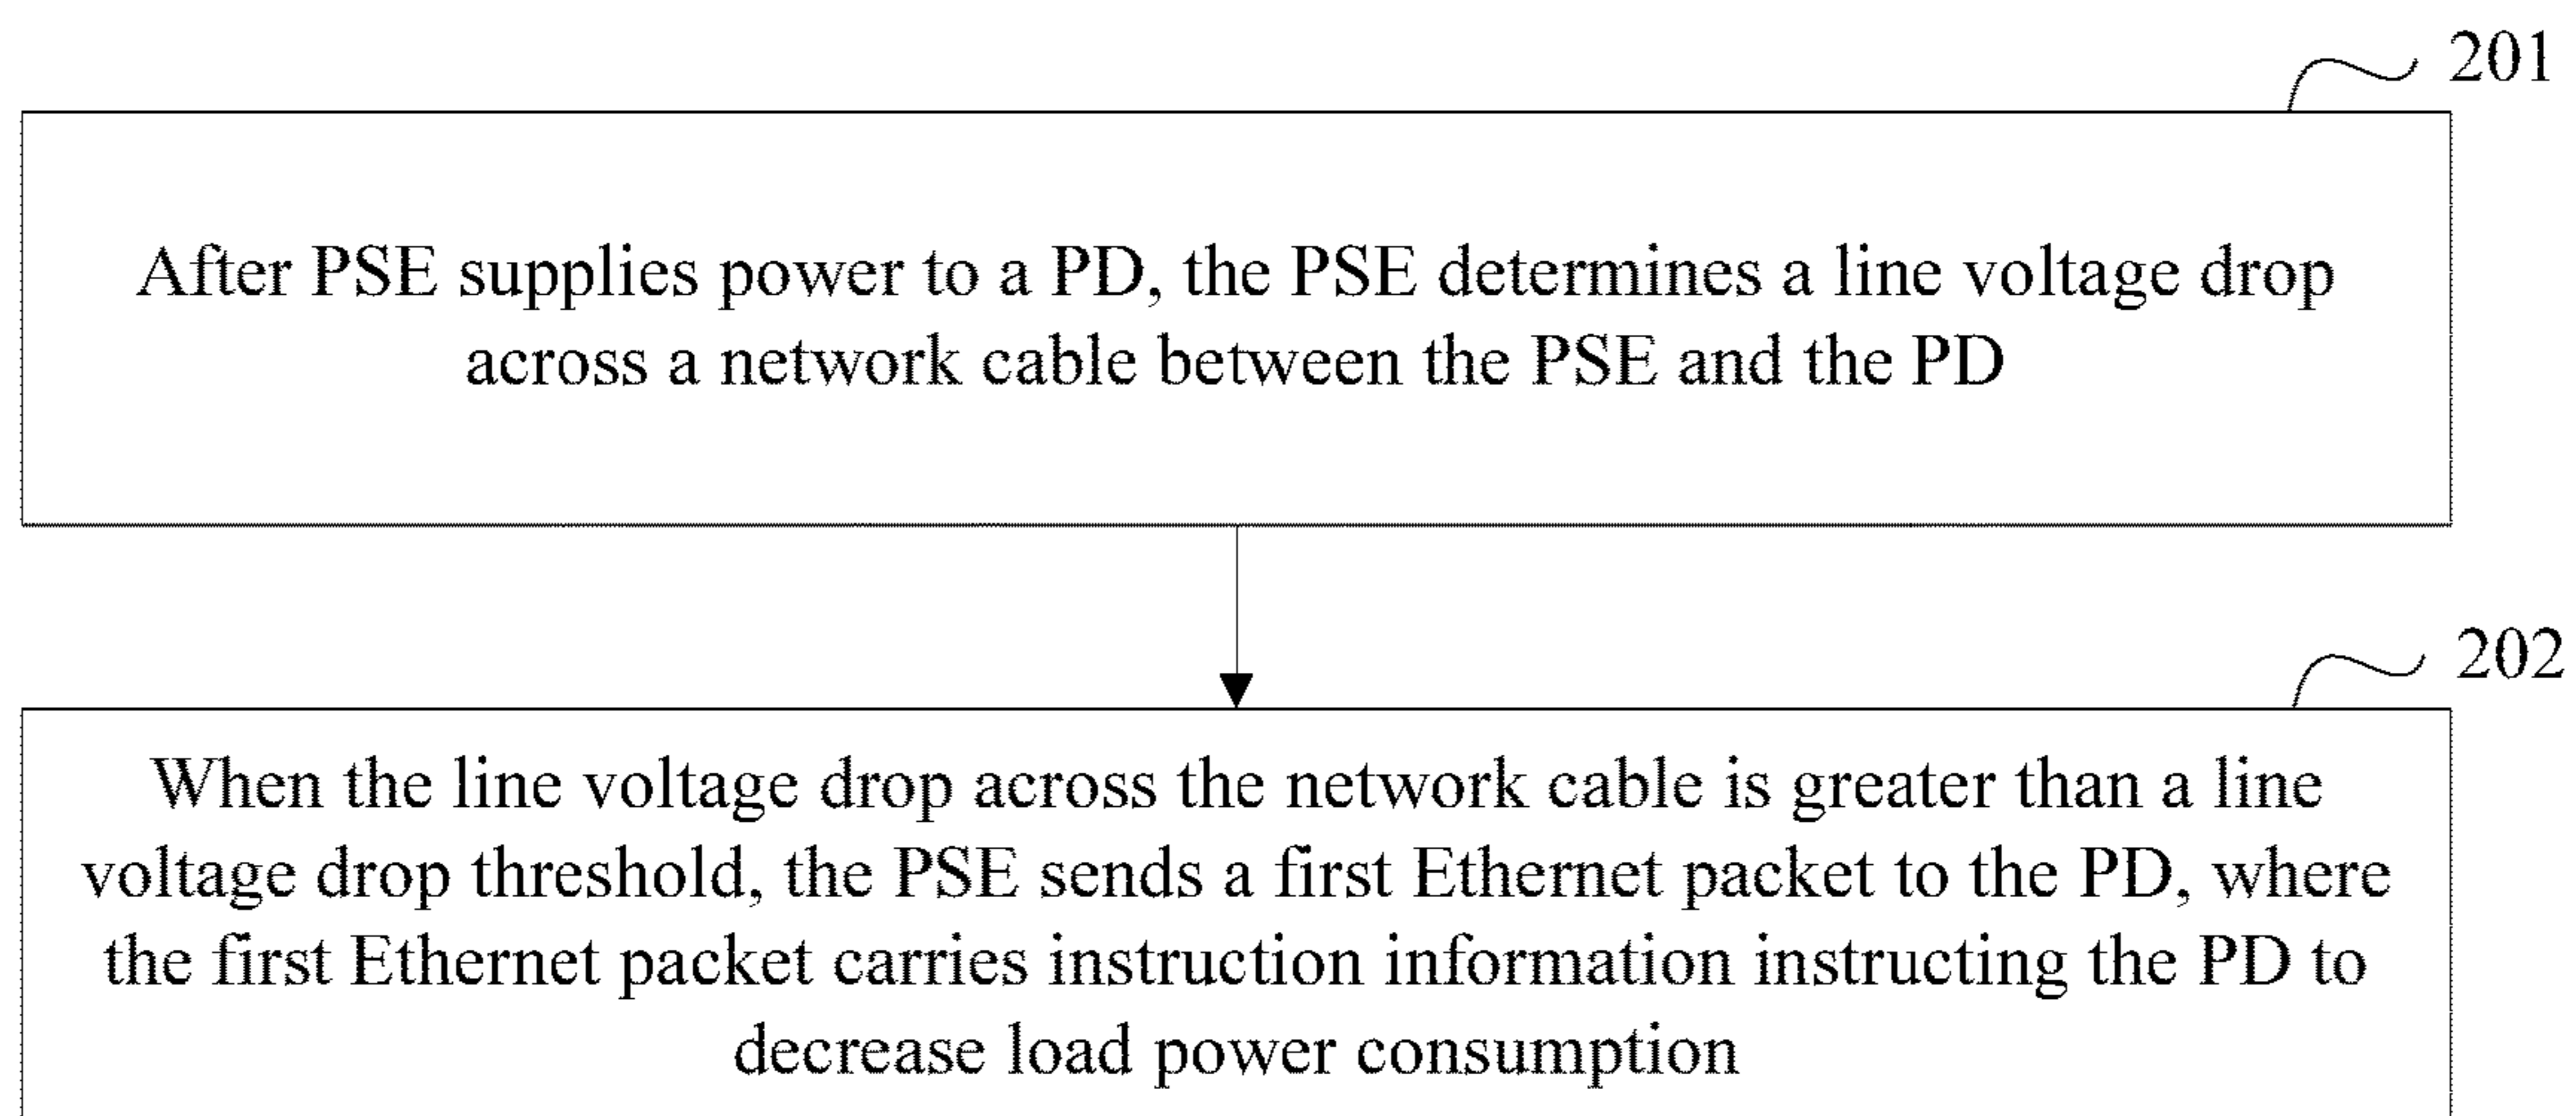 201
After PSE supplies power to a PD, the PSE determines a line voltage drop
across a network cable between the PSE and the PD
202
When the line voltage drop across the network cable is greater than a line
voltage drop threshold, the PSE sends a first Ethernet packet to the PD, where
the first Ethernet packet carries instruction information instructing the PD to
decrease load power consumption